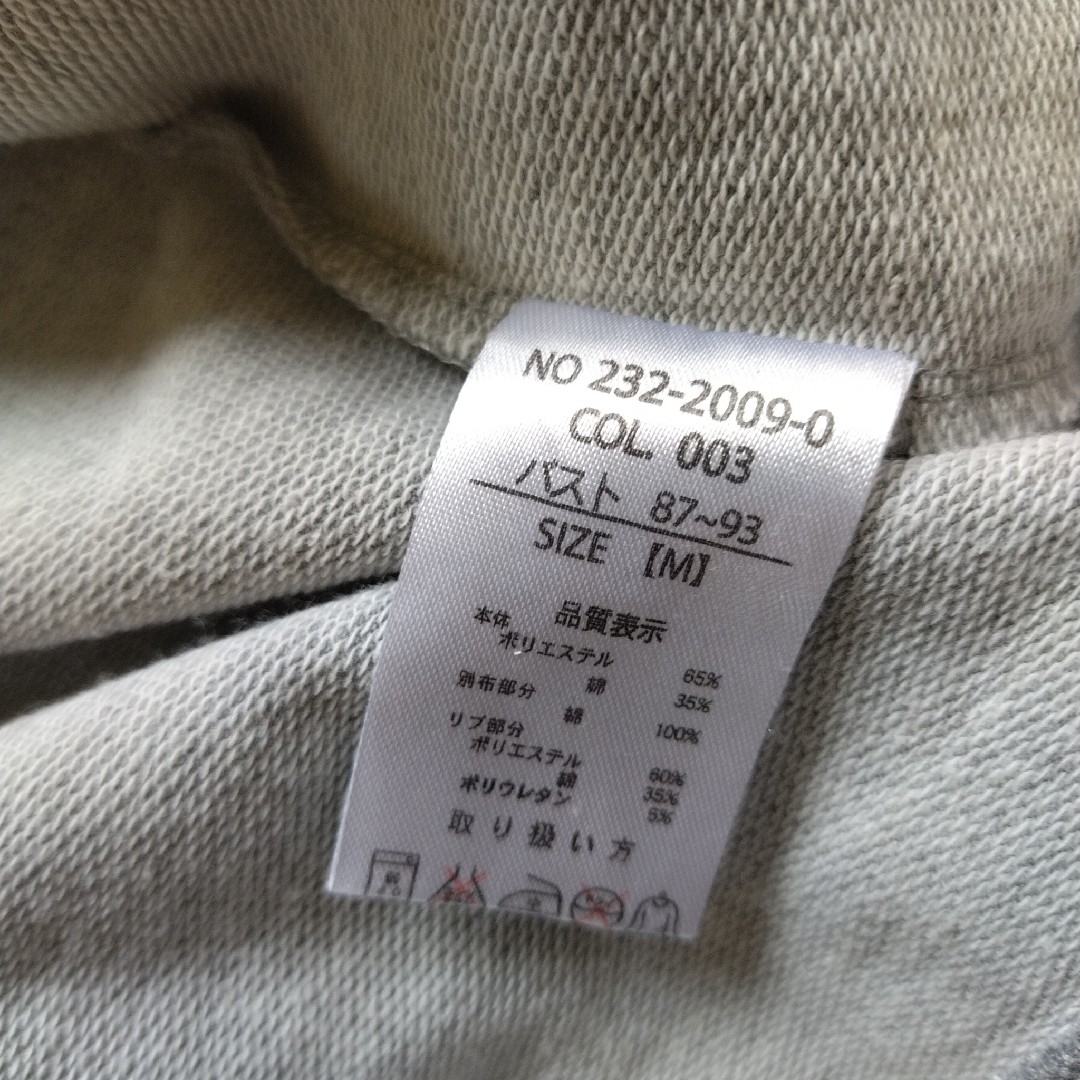 NO 232-2009-0
COL. 003
バスト 87~93
SIZE 【M】
品質表示
本体
ポリエステル 65%
綿 35%
別布部分
綿 100%
リブ部分
ポリエステル 60%
綿 35%
ポリウレタン 5%
取り扱い方